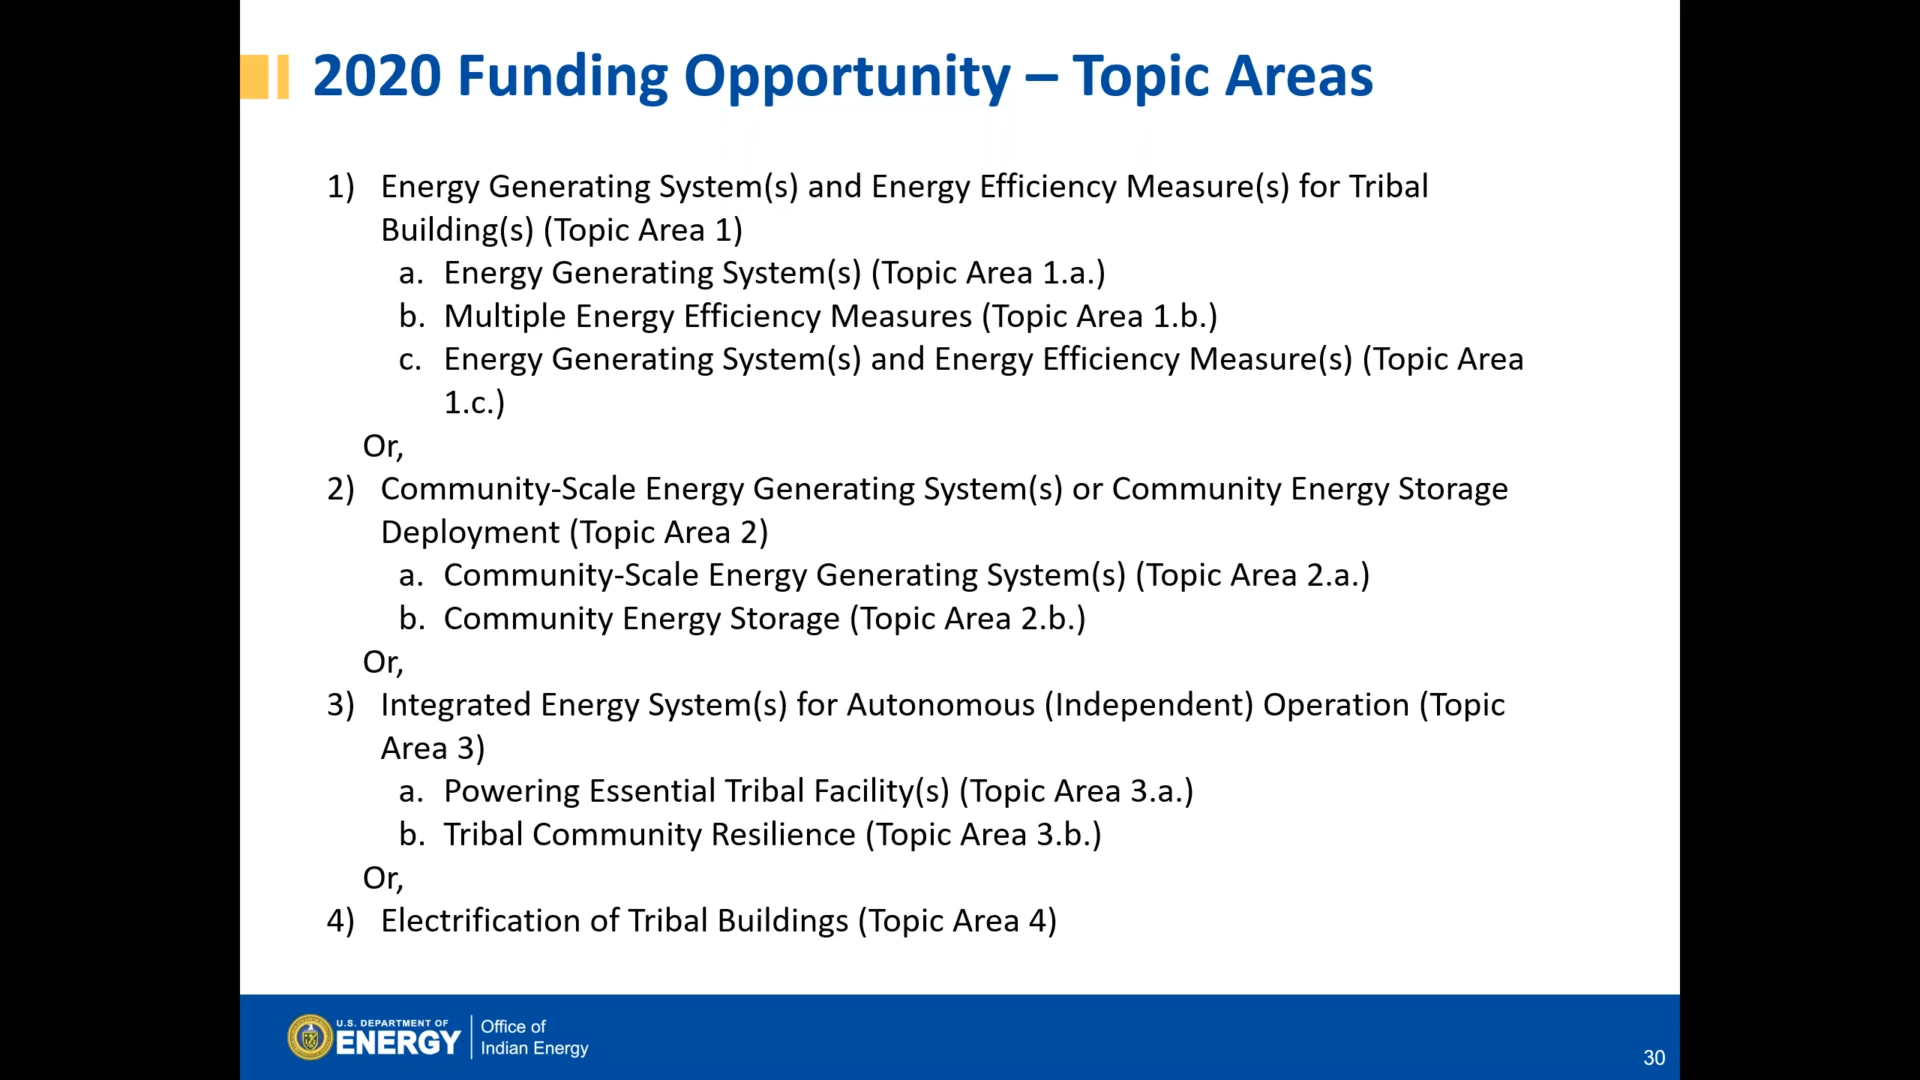 2020 Funding Opportunity – Topic Areas
1) Energy Generating System(s) and Energy Efficiency Measure(s) for Tribal
Building(s) (Topic Area 1)
a. Energy Generating System(s) (Topic Area 1.a.)
b. Multiple Energy Efficiency Measures (Topic Area 1.b.)
c. Energy Generating System(s) and Energy Efficiency Measure(s) (Topic Area
1.c.)
Or,
2) Community-Scale Energy Generating System(s) or Community Energy Storage
Deployment (Topic Area 2)
a. Community-Scale Energy Generating System(s) (Topic Area 2.a.)
b. Community Energy Storage (Topic Area 2.b.)
Or,
3) Integrated Energy System(s) for Autonomous (Independent) Operation (Topic
Area 3)
a. Powering Essential Tribal Facility(s) (Topic Area 3.a.)
b. Tribal Community Resilience (Topic Area 3.b.)
Or,
4) Electrification of Tribal Buildings (Topic Area 4)
U.S. DEPARTMENT OF
ENERGY
Office of
Indian Energy
30